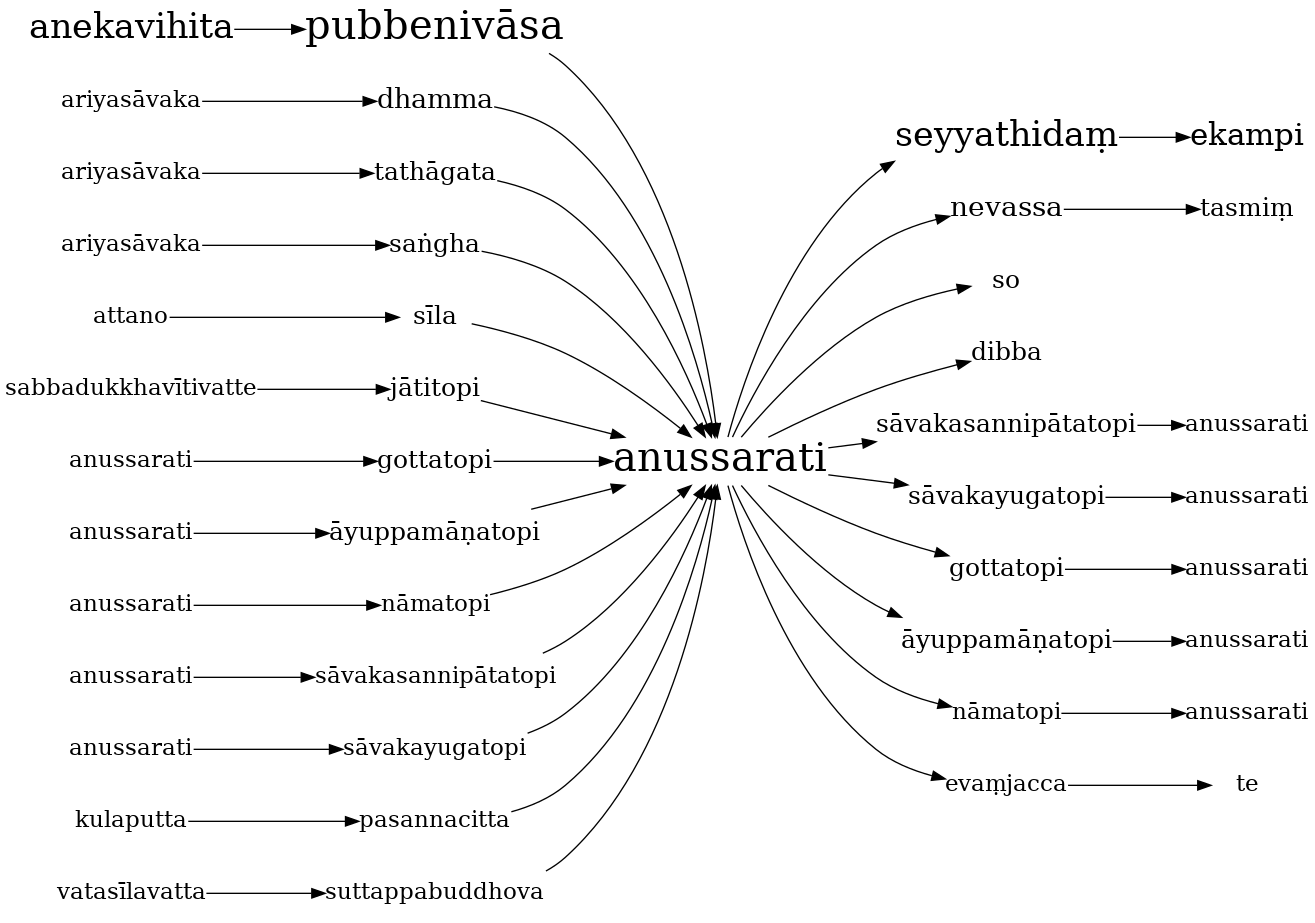 anekavihita pubbenivāsa
ariyasāvaka dhamma
seyyathidaṃ ekampi
ariyasāvaka tathāgata
nevassa tasmiṃ
ariyasāvaka saṅgha
so
attano sīla
dibba
sabbadukkhavītivatte jātitopi
sāvakasannipātatopi anussarati
anussarati gottatopi anussarati
sāvakayugatopi anussarati
anussarati āyuppamāṇatopi
gottatopi anussarati
anussarati nāmatopi
āyuppamāṇatopi anussarati
anussarati sāvakasannipātatopi
nāmatopi anussarati
anussarati sāvakayugatopi
evaṃjacca te
kulaputta pasannacitta
vatasīlavatta suttappabuddhova